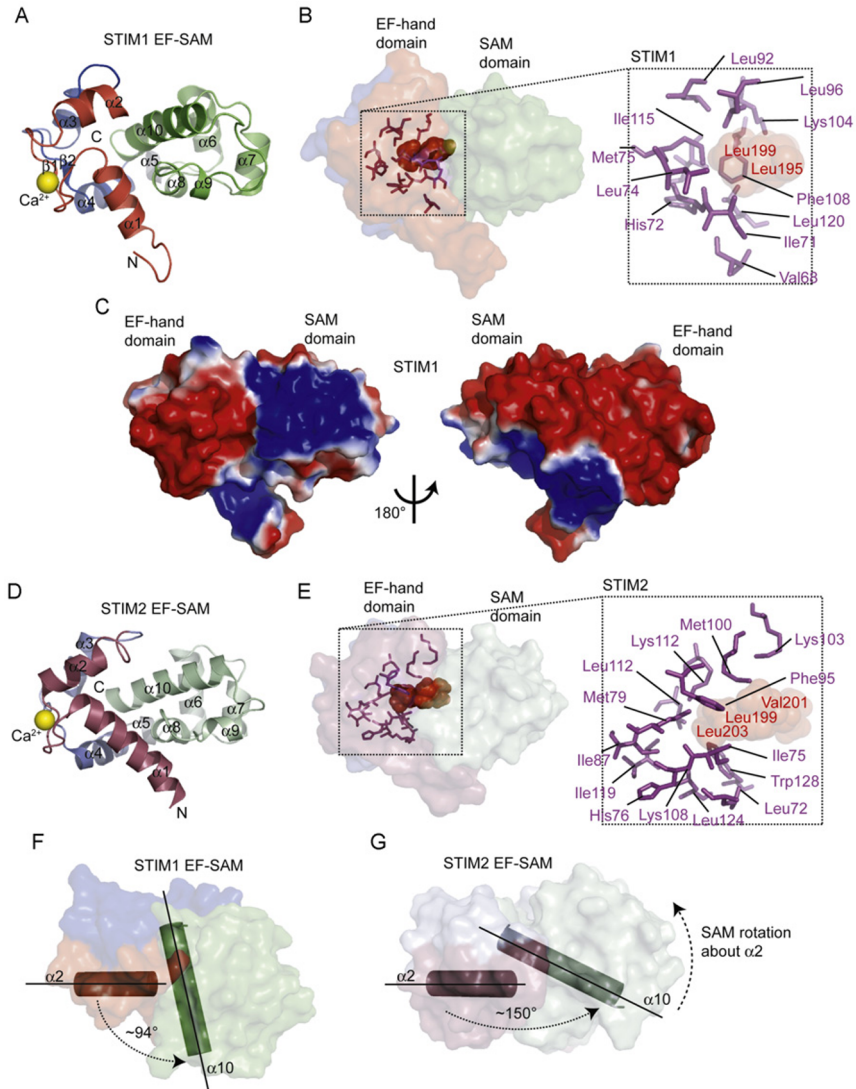 A
STIM1 EF-SAM
α2
α3
C
α10
α6
β1
β2
α5
α7
α8
α9
Ca2+
α4
α1
N
B
EF-hand
domain
SAM
domain
STIM1
Leu92
Leu96
Ile115
Lys104
Met75
Leu199
Leu195
Leu74
Phe108
His72
Leu120
Ile71
Val68
C
EF-hand
domain
SAM
domain
STIM1
SAM
domain
EF-hand
domain
180°
D
STIM2 EF-SAM
α3
α2
C
α10
α6
α7
α5
α8
α9
Ca2+
α4
α1
N
E
EF-hand
domain
SAM
domain
STIM2
Met100
Lys112
Lys103
Leu112
Phe95
Met79
Val201
Leu199
Leu203
Ile87
Ile75
Ile119
Trp128
His76
Lys108
Leu124
Leu72
F
STIM1 EF-SAM
α2
~94°
α10
G
STIM2 EF-SAM
α2
~150°
α10
SAM rotation
about α2